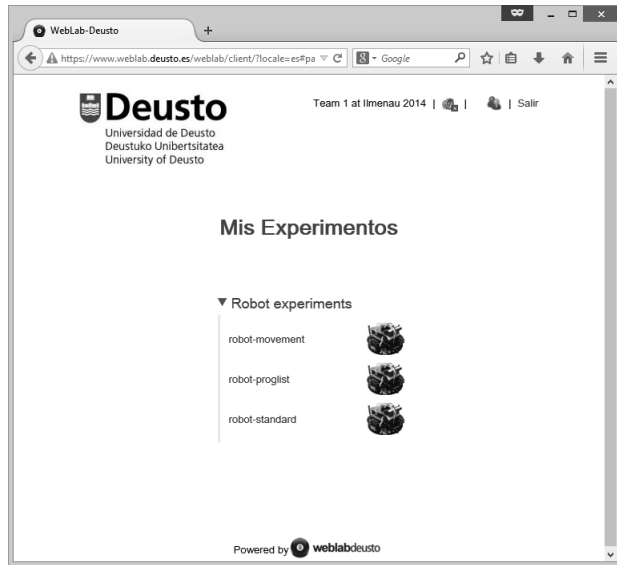 WebLab-Deusto
https://www.weblab.deusto.es/weblab/client/?locale=es#pa
Google
Deusto
Team 1 at Ilmenau 2014 | | | Salir
Universidad de Deusto
Deustuko Unibertsitatea
University of Deusto
Mis Experimentos
Robot experiments
robot-movement
robot-proglist
robot-standard
Powered by weblabdeusto